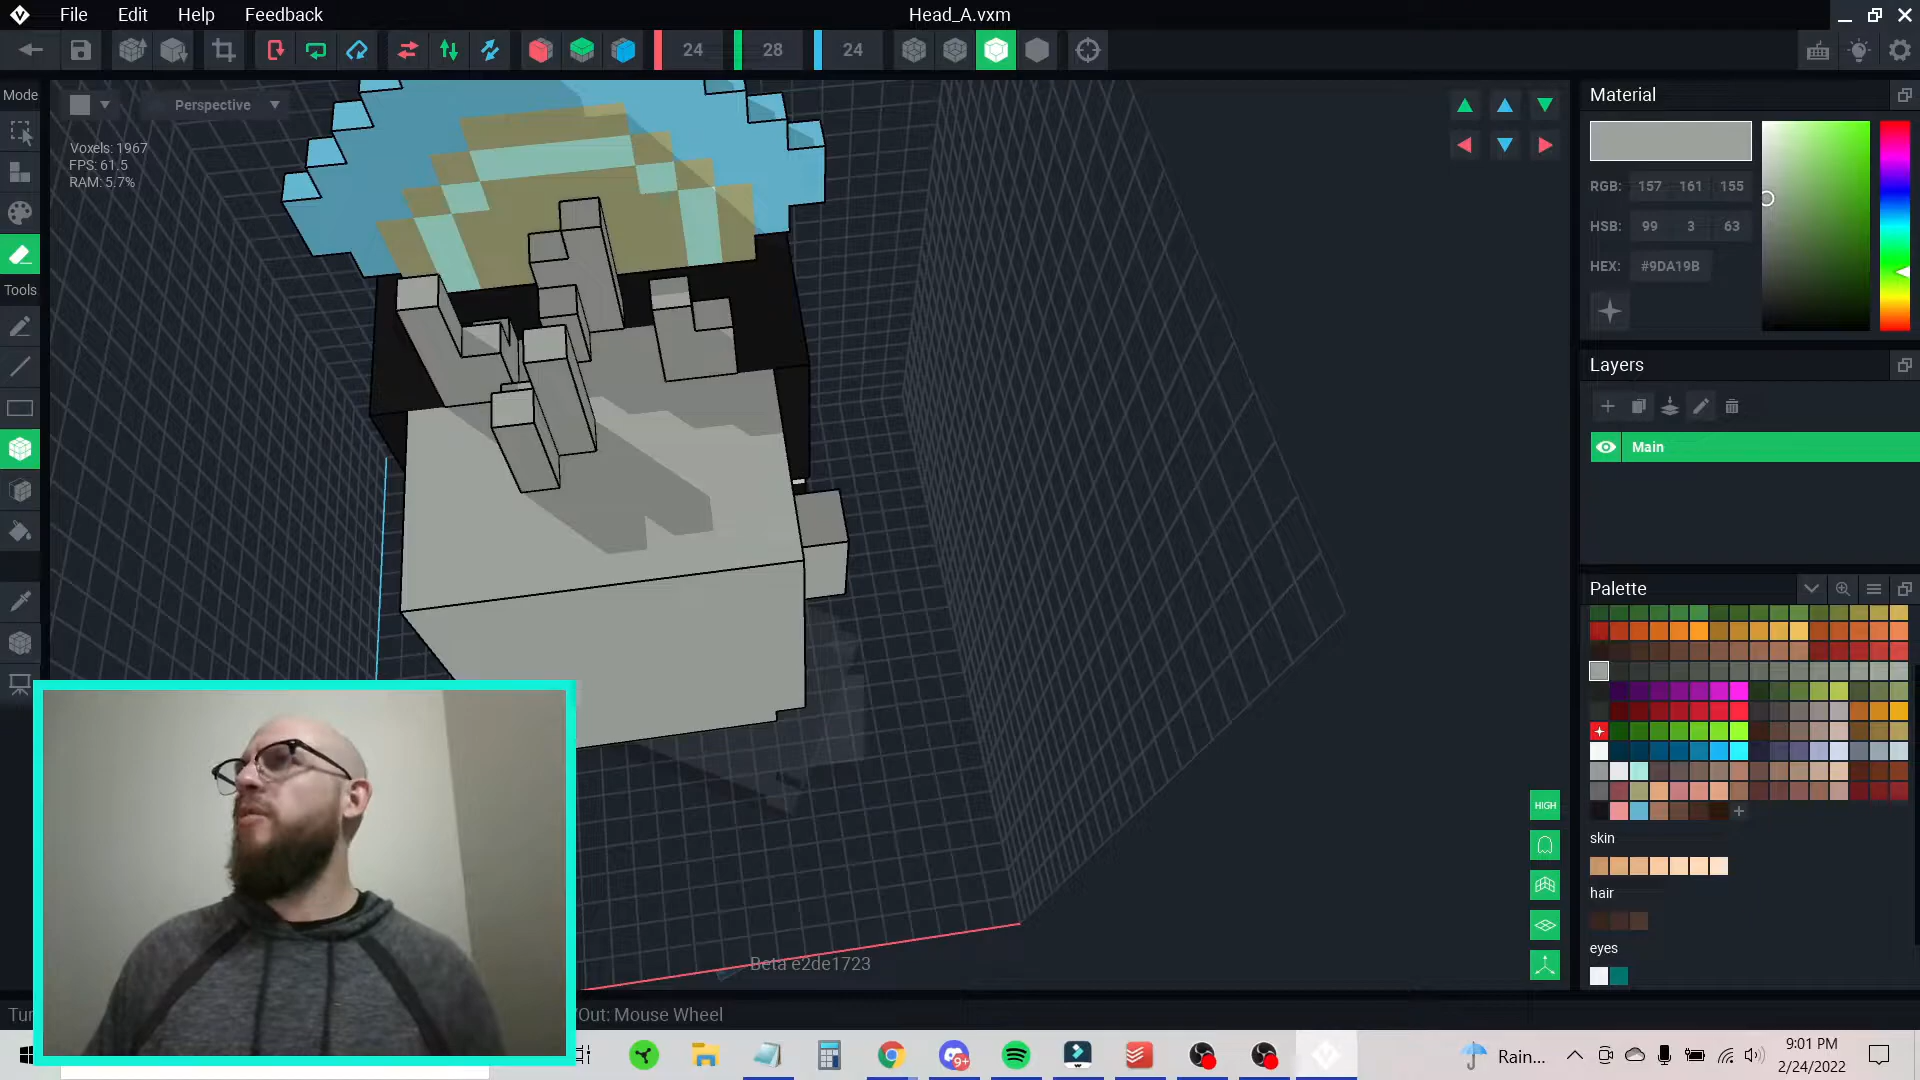 File Edit Help Feedback
Head_A.vxm
24 28 24
Mode
Perspective
Voxels: 1967
FPS: 61.5
RAM: 5.7%
Tools
Material
RGB: 157 161 155
HSB: 99 3 63
HEX: #9DA19B
Layers
Main
Palette
skin
hair
eyes
HIGH
Beta e2de1723
/Out: Mouse Wheel
9+
Rain...
9:01 PM
2/24/2022